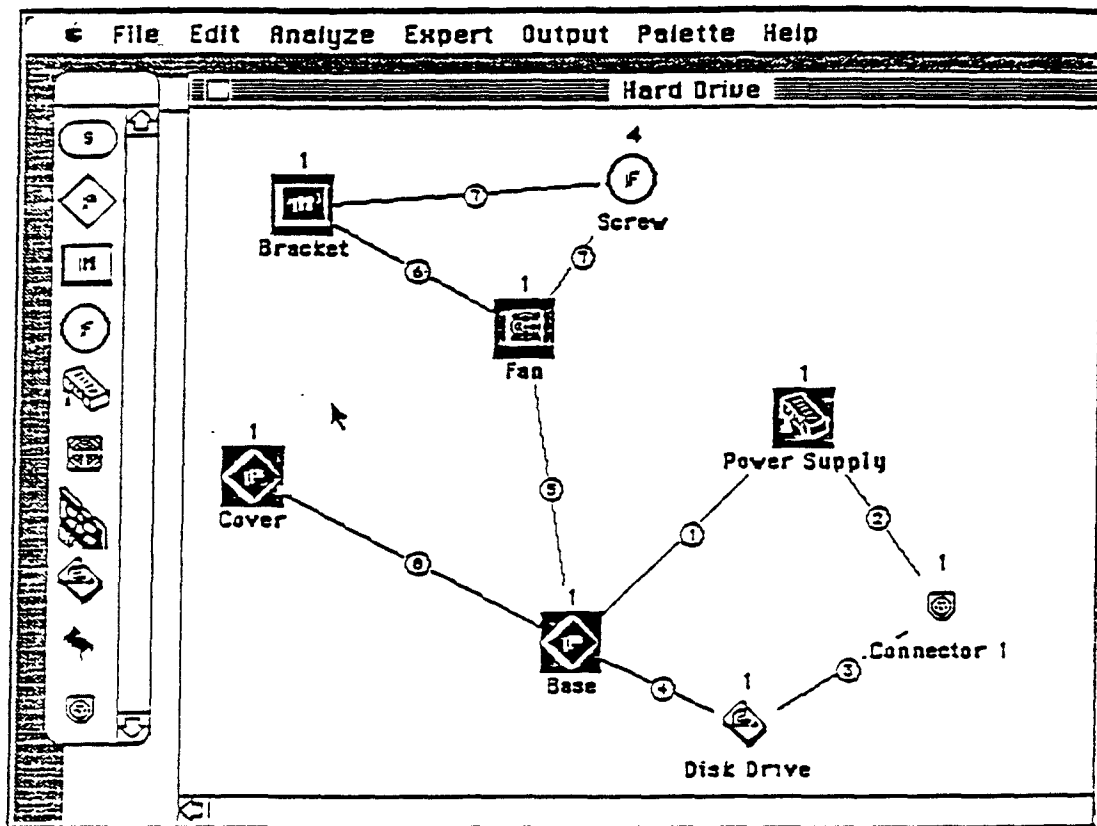 File Edit Analyze Expert Output Palette Help
Hard Drive
S
P
M
F
1
Bracket
7
4
F
Screw
6
7
1
Fan
1
Power Supply
1
P
Cover
5
1
2
8
1
P
Base
1
Connector 1
4
3
1
Disk Drive